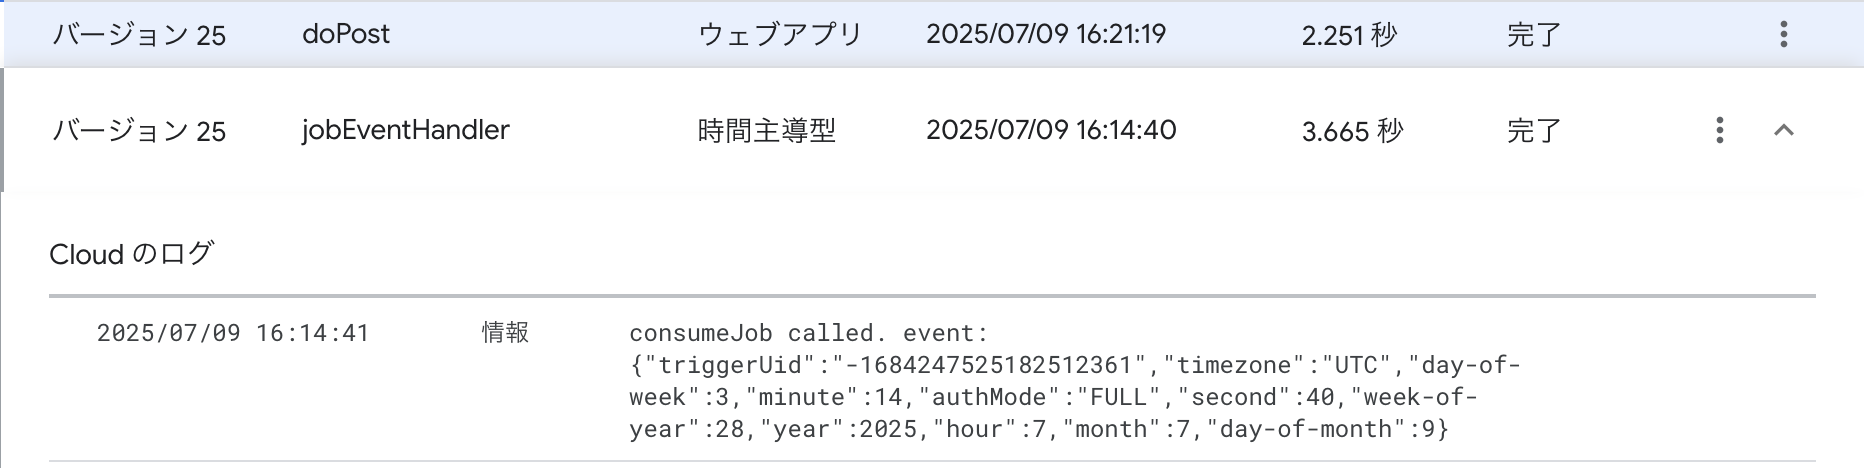 バージョン 25 doPost ウェブアプリ 2025/07/09 16:21:19 2.251 秒 完了
バージョン 25 jobEventHandler 時間主導型 2025/07/09 16:14:40 3.665 秒 完了
Cloud のログ
2025/07/09 16:14:41 情報 consumeJob called. event:
{"triggerUid":"-1684247525182512361","timezone":"UTC","day-of-
week":3,"minute":14,"authMode":"FULL","second":40,"week-of-
year":28,"year":2025,"hour":7,"month":7,"day-of-month":9}